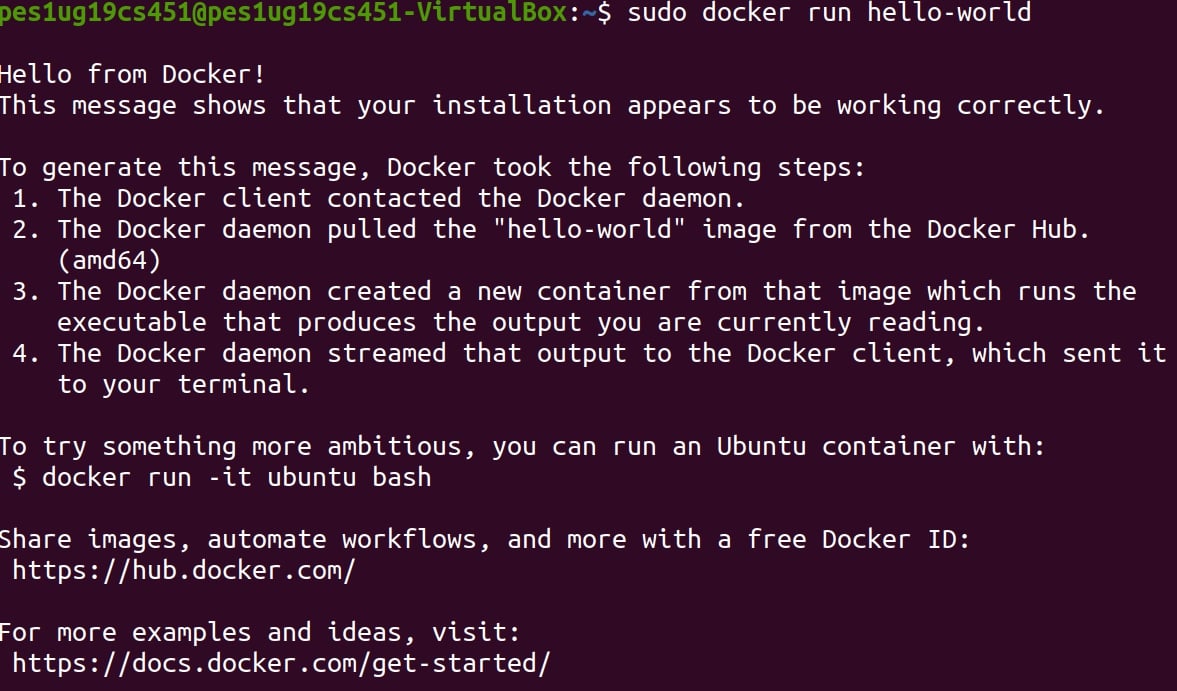 pes1ug19cs451@pes1ug19cs451-VirtualBox:~$ sudo docker run hello-world
Hello from Docker!
This message shows that your installation appears to be working correctly.
To generate this message, Docker took the following steps:
1. The Docker client contacted the Docker daemon.
2. The Docker daemon pulled the "hello-world" image from the Docker Hub.
(amd64)
3. The Docker daemon created a new container from that image which runs the
executable that produces the output you are currently reading.
4. The Docker daemon streamed that output to the Docker client, which sent it
to your terminal.
To try something more ambitious, you can run an Ubuntu container with:
$ docker run -it ubuntu bash
Share images, automate workflows, and more with a free Docker ID:
https://hub.docker.com/
For more examples and ideas, visit:
https://docs.docker.com/get-started/